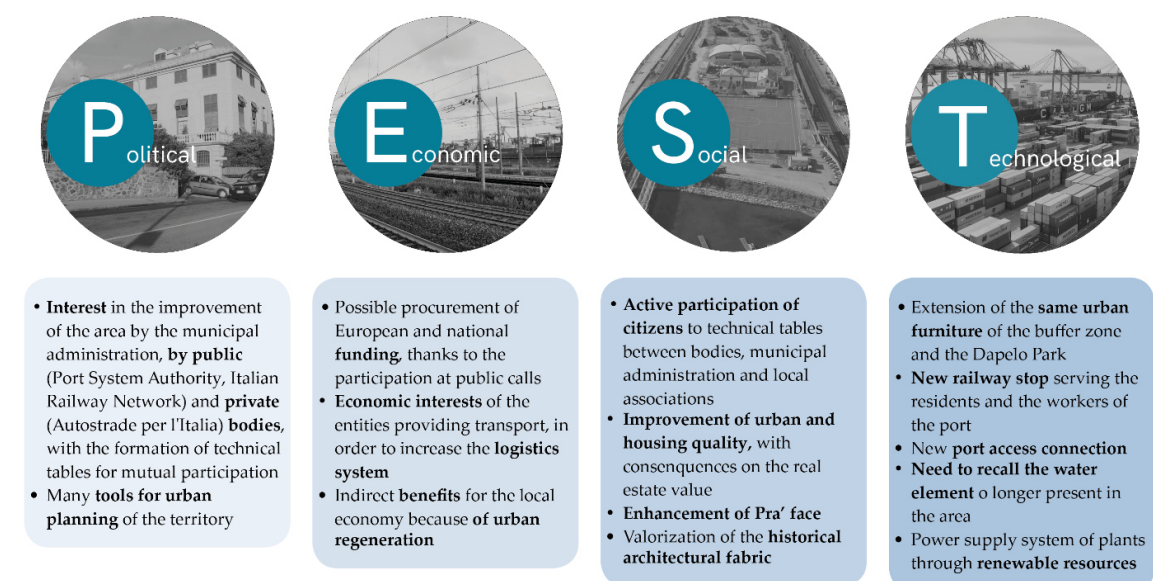 Political
Economic
Social
Technological
• Interest in the improvement
of the area by the municipal
administration, by public
(Port System Authority, Italian
Railway Network) and private
(Autostrade per l'Italia) bodies,
with the formation of technical
tables for mutual participation
• Many tools for urban
planning of the territory
• Possible procurement of
European and national
funding, thanks to the
participation at public calls
• Economic interests of the
entities providing transport, in
order to increase the logistics
system
• Indirect benefits for the local
economy because of urban
regeneration
• Active participation of
citizens to technical tables
between bodies, municipal
administration and local
associations
• Improvement of urban and
housing quality, with
consenquences on the real
estate value
• Enhancement of Pra’ face
• Valorization of the historical
architectural fabric
• Extension of the same urban
furniture of the buffer zone
and the Dapelo Park
• New railway stop serving the
residents and the workers of
the port
• New port access connection
• Need to recall the water
element o longer present in
the area
• Power supply system of plants
through renewable resources